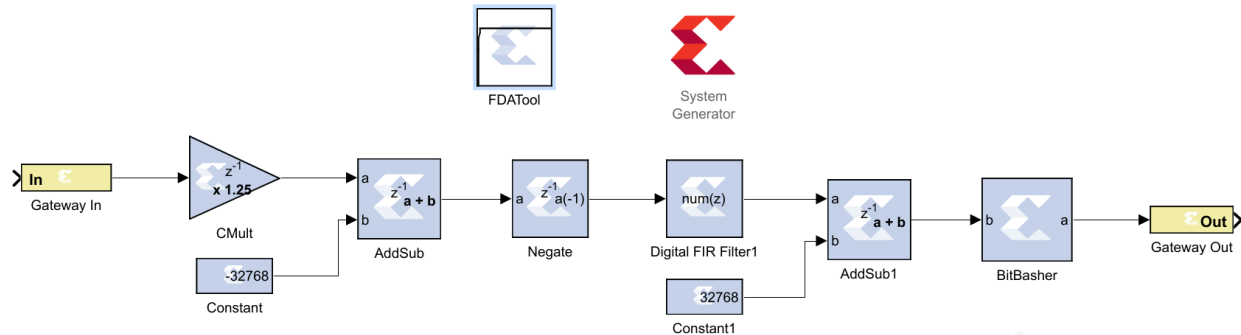 FDATool
System
Generator
In
Gateway In
z-1
x 1.25
CMult
-32768
Constant
a
b
z-1
a + b
AddSub
a
z-1
a(-1)
Negate
num(z)
Digital FIR Filter1
32768
Constant1
a
b
z-1
a + b
AddSub1
b
a
BitBasher
Out
Gateway Out